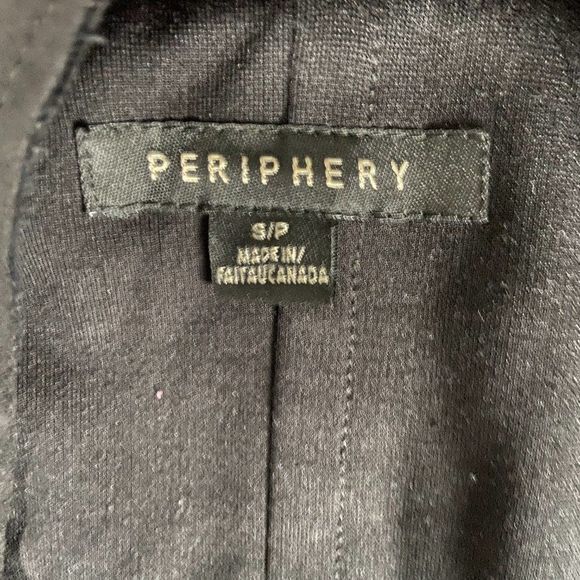 PERIPHERY
S/P
MADE IN/
FAIT AU CANADA